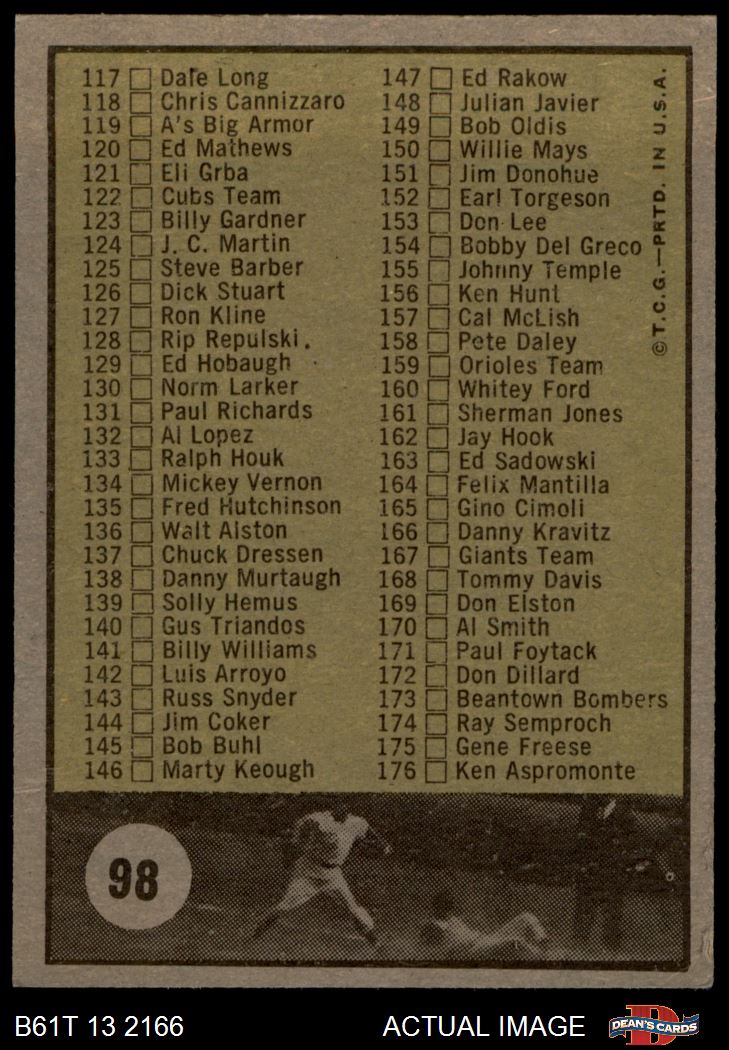 117 Dale Long
118 Chris Cannizzaro
119 A's Big Armor
120 Ed Mathews
121 Eli Grba
122 Cubs Team
123 Billy Gardner
124 J. C. Martin
125 Steve Barber
126 Dick Stuart
127 Ron Kline
128 Rip Repulski
129 Ed Hobaugh
130 Norm Larker
131 Paul Richards
132 Al Lopez
133 Ralph Houk
134 Mickey Vernon
135 Fred Hutchinson
136 Walt Alston
137 Chuck Dressen
138 Danny Murtaugh
139 Solly Hemus
140 Gus Triandos
141 Billy Williams
142 Luis Arroyo
143 Russ Snyder
144 Jim Coker
145 Bob Buhl
146 Marty Keough
147 Ed Rakow
148 Julian Javier
149 Bob Oldis
150 Willie Mays
151 Jim Donohue
152 Earl Torgeson
153 Don Lee
154 Bobby Del Greco
155 Johnny Temple
156 Ken Hunt
157 Cal McLish
158 Pete Daley
159 Orioles Team
160 Whitey Ford
161 Sherman Jones
162 Jay Hook
163 Ed Sadowski
164 Felix Mantilla
165 Gino Cimoli
166 Danny Kravitz
167 Giants Team
168 Tommy Davis
169 Don Elston
170 Al Smith
171 Paul Foytack
172 Don Dillard
173 Beantown Bombers
174 Ray Semproch
175 Gene Freese
176 Ken Aspromonte
© T.C.G.—PRTD. IN U.S.A.
98
B61T 13 2166
ACTUAL IMAGE
D
DEAN'S CARDS